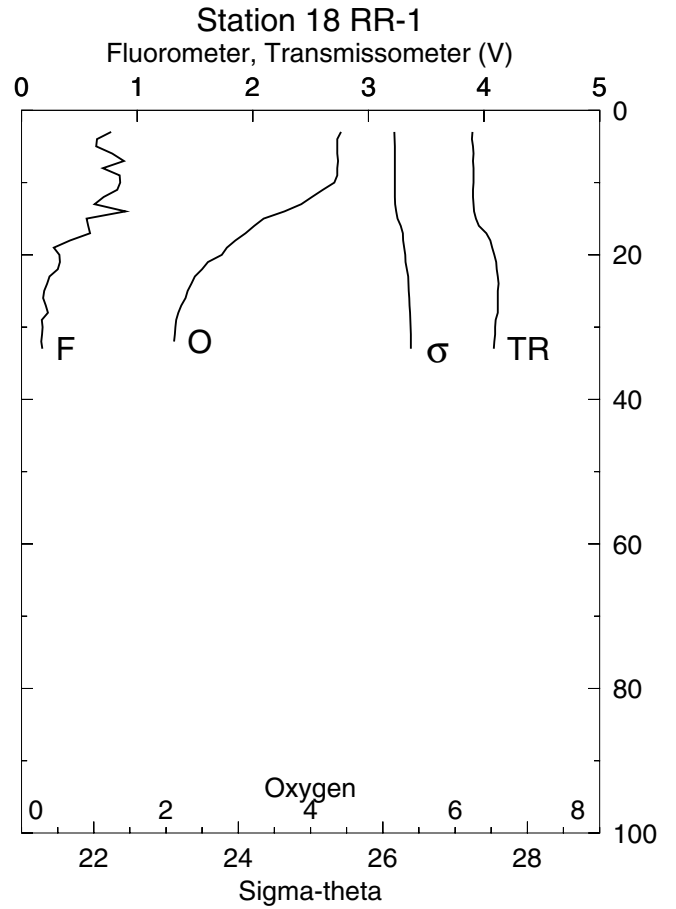 Station 18 RR-1
Fluorometer, Transmissometer (V)
0 1 2 3 4 5
0
20
F O σ TR
40
60
80
Oxygen
0 2 4 6 8
100
22 24 26 28
Sigma-theta